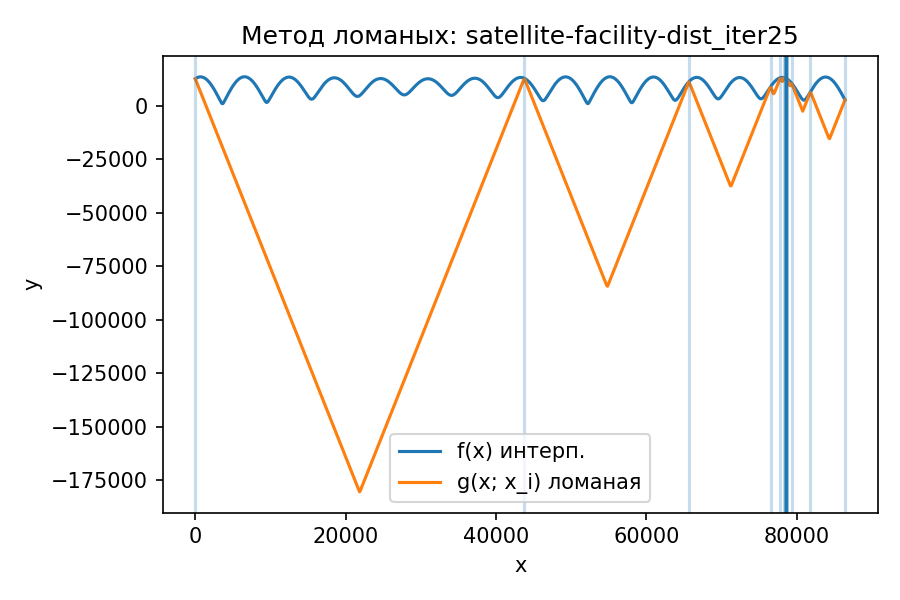 Метод ломаных: satellite-facility-dist_iter25
y
0
−25000
−50000
−75000
−100000
−125000
−150000
−175000
f(x) интерп.
g(x; x_i) ломаная
0
20000
40000
60000
80000
x